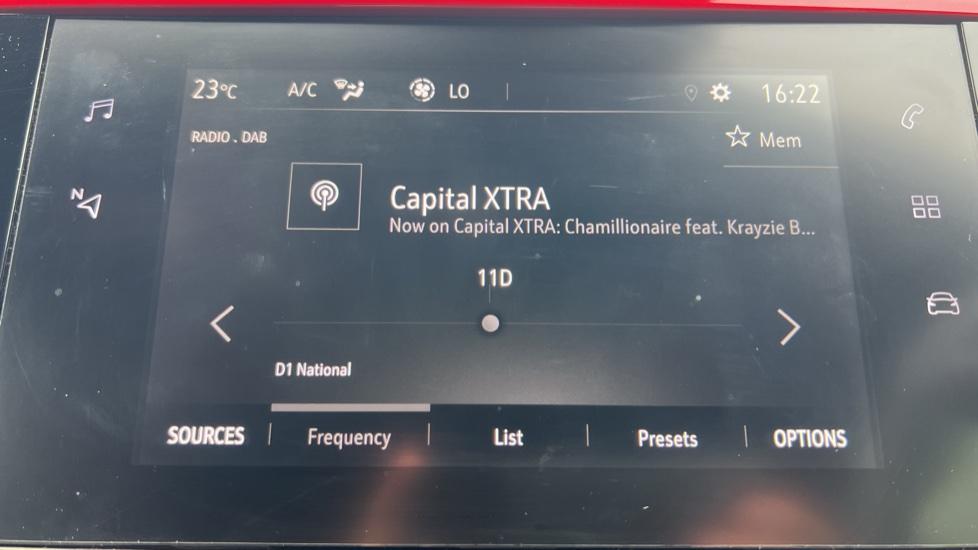 23°C A/C LO 16:22
RADIO . DAB
Mem
Capital XTRA
Now on Capital XTRA: Chamillionaire feat. Krayzie B...
N
11D
D1 National
SOURCES Frequency List Presets OPTIONS